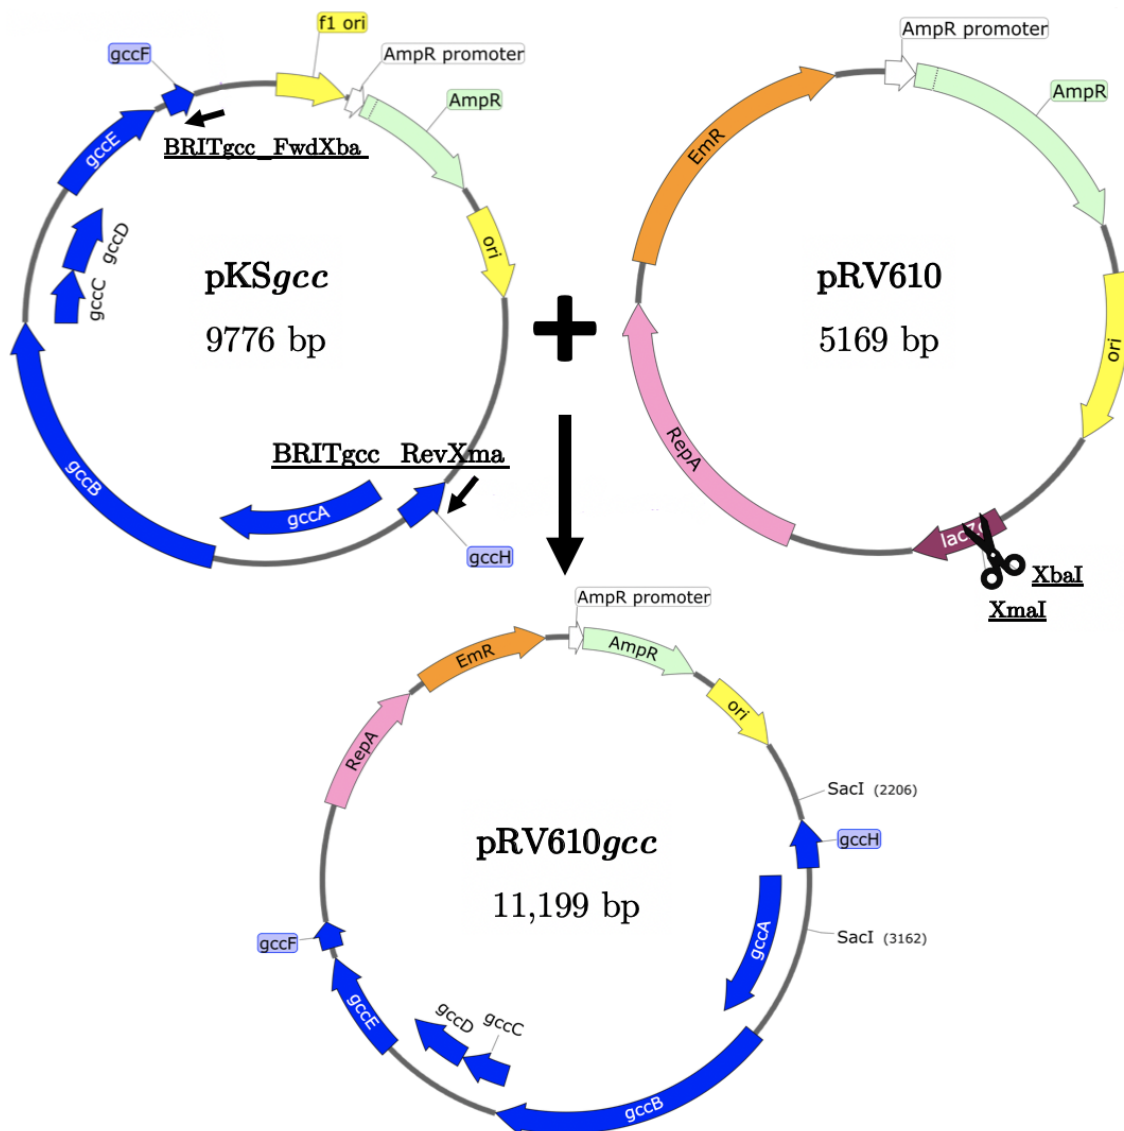 f1 ori
gccF
AmpR promoter
AmpR
gccE
BRITgcc_FwdXba
gccD
gccC
ori
pKSgcc
9776 bp
gccB
BRITgcc RevXma
gccA
gccH
AmpR promoter
AmpR
EmR
pRV610
5169 bp
ori
RepA
XbaI
XmaI
AmpR promoter
EmR
AmpR
ori
RepA
SacI (2206)
gccH
pRV610gcc
11,199 bp
gccA
SacI (3162)
gccF
gccE
gccD
gccC
gccB